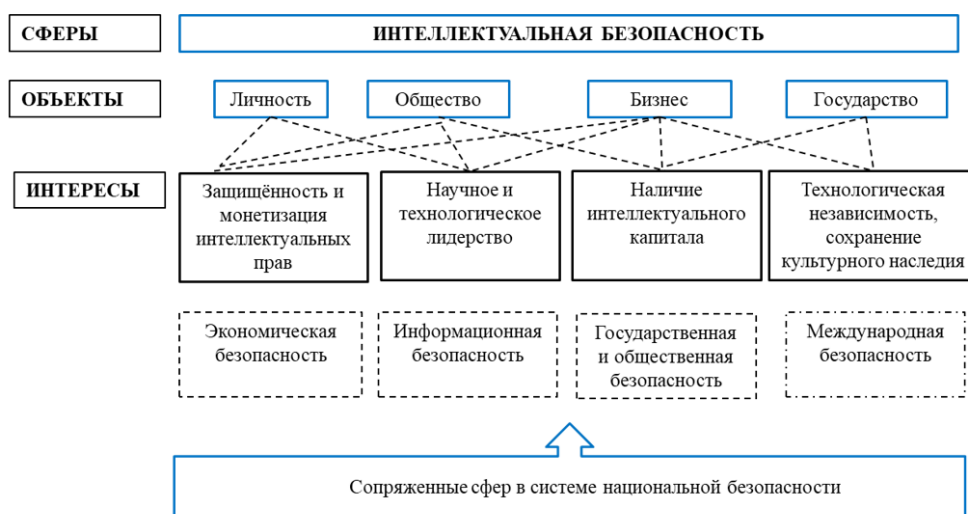 СФЕРЫ
ИНТЕЛЛЕКТУАЛЬНАЯ БЕЗОПАСНОСТЬ
ОБЪЕКТЫ
Личность
Общество
Бизнес
Государство
ИНТЕРЕСЫ
Защищённость и
монетизация
интеллектуальных
прав
Научное и
технологическое
лидерство
Наличие
интеллектуального
капитала
Технологическая
независимость,
сохранение
культурного наследия
Экономическая
безопасность
Информационная
безопасность
Государственная
и общественная
безопасность
Международная
безопасность
Сопряженные сфер в системе национальной безопасности